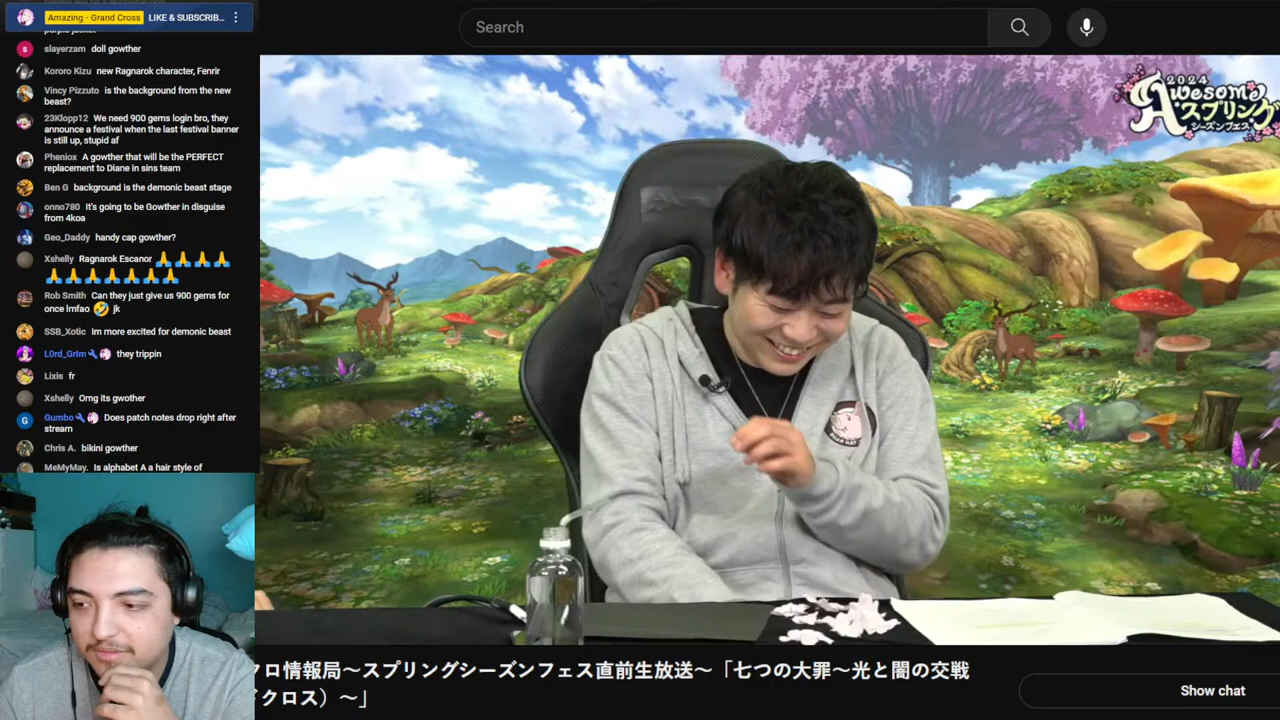 Amazing - Grand Cross LIKE & SUBSCRIB...
purple jacket
slayerzam doll gowther
Kororo Kizu new Ragnarok character, Fenrir
Vincy Pizzuto is the background from the new
beast?
23Klopp12 We need 900 gems login bro, they
announce a festival when the last festival banner
is still up, stupid af
Pheniox A gowther that will be the PERFECT
replacement to Diane in sins team
Ben G background is the demonic beast stage
onno780 It's going to be Gowther in disguise
from 4koa
Geo_Daddy handy cap gowther?
Xshelly Ragnarok Escanor 🙏🙏🙏🙏
🙏🙏🙏🙏🙏🙏🙏
Rob Smith Can they just give us 900 gems for
once lmfao 🤣 jk
SSB_Xotic Im more excited for demonic beast
L0rd_GrIm they trippin
Lixis fr
Xshelly Omg its gwother
Gumbo Does patch notes drop right after
stream
Chris A. bikini gowther
MeMyMay. Is alphabet A a hair style of
Search
2024
Awesome
スプリング
シーズンフェス
クロ情報局～スプリングシーズンフェス直前生放送～「七つの大罪～光と闇の交戦
ドクロス）～」
Show chat